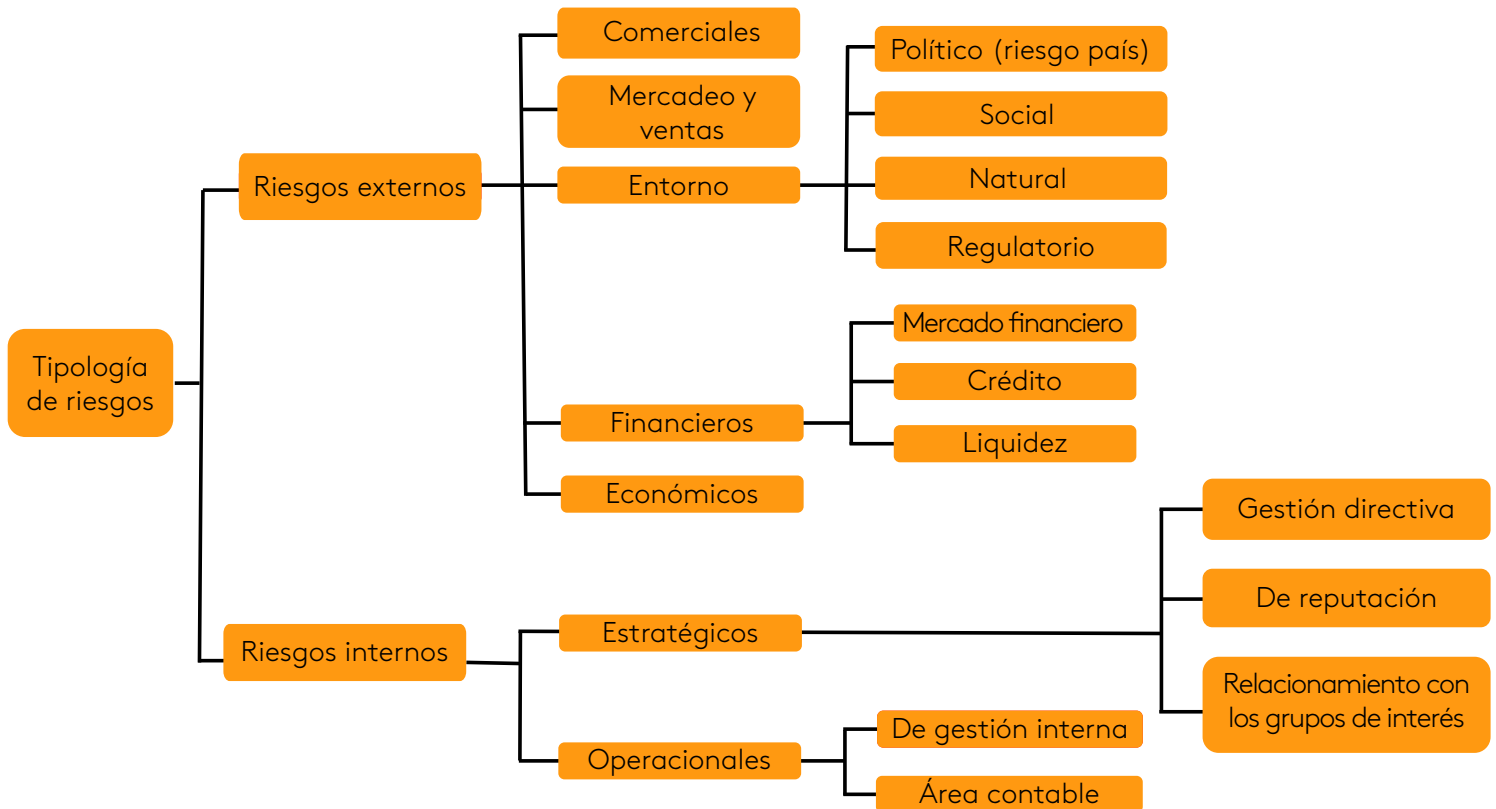 Tipología
de riesgos
Riesgos externos
Comerciales
Mercadeo y
ventas
Entorno
Político (riesgo país)
Social
Natural
Regulatorio
Financieros
Mercado financiero
Crédito
Liquidez
Económicos
Riesgos internos
Estratégicos
Gestión directiva
De reputación
Relacionamiento con
los grupos de interés
Operacionales
De gestión interna
Área contable